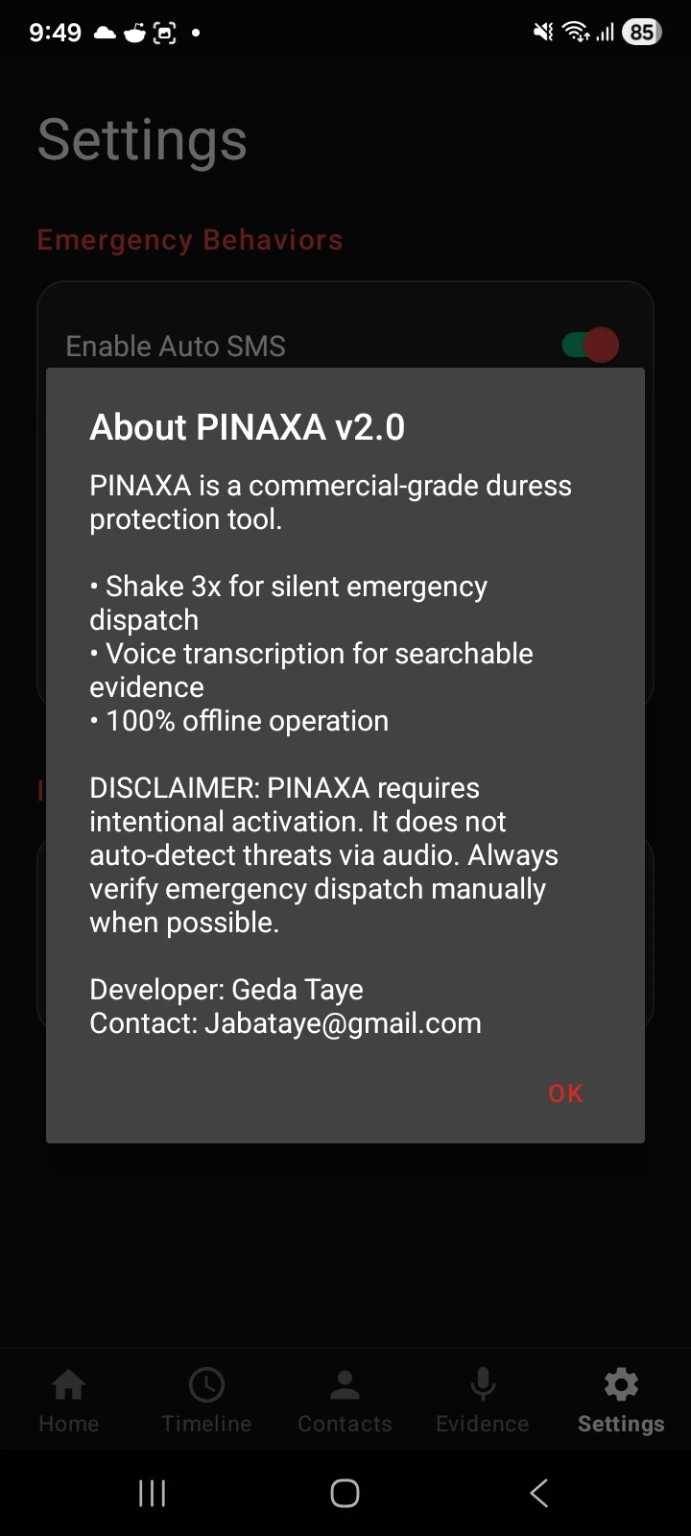 9:49
85
Settings
Emergency Behaviors
Enable Auto SMS
About PINAXA v2.0
PINAXA is a commercial-grade duress
protection tool.
• Shake 3x for silent emergency
dispatch
• Voice transcription for searchable
evidence
• 100% offline operation
DISCLAIMER: PINAXA requires
intentional activation. It does not
auto-detect threats via audio. Always
verify emergency dispatch manually
when possible.
Developer: Geda Taye
Contact: Jabataye@gmail.com
OK
Home Timeline Contacts Evidence Settings